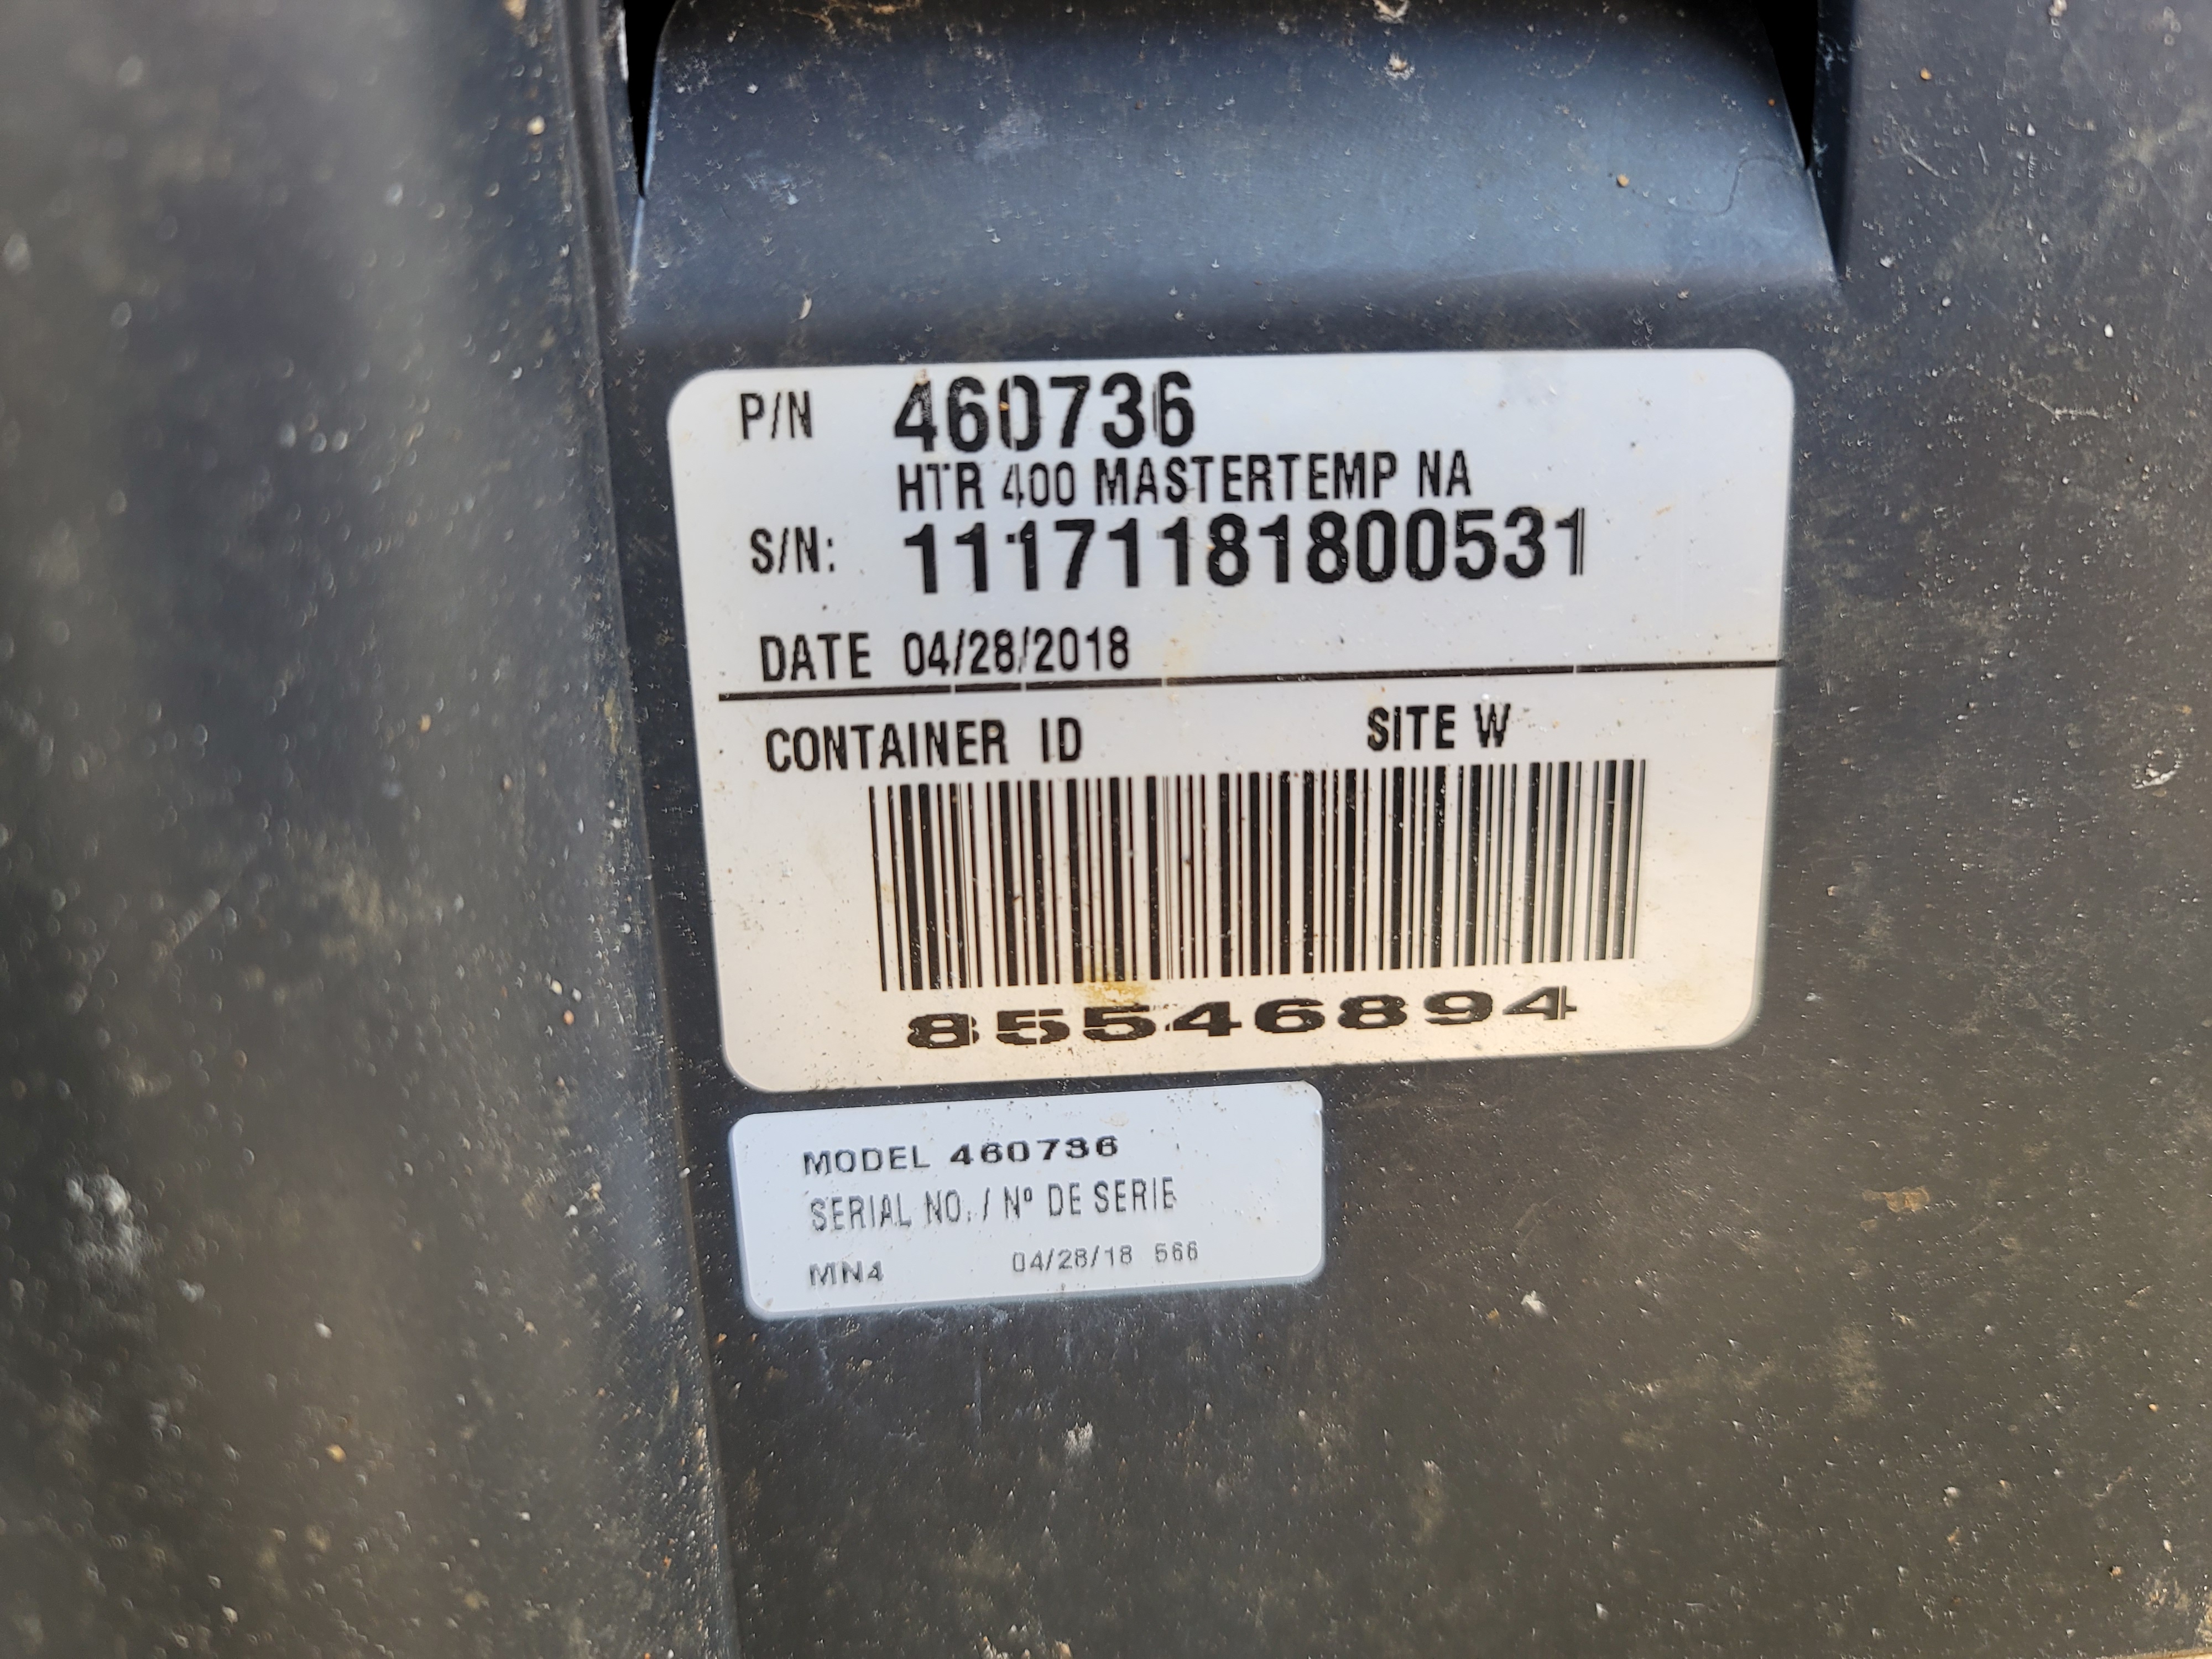 P/N 460736
HTR 400 MASTERTEMP NA
S/N: 11171181800531
DATE 04/28/2018
CONTAINER ID SITE W
85546894
MODEL 460736
SERIAL NO. / Nº DE SERIE
MN4 04/28/18 566